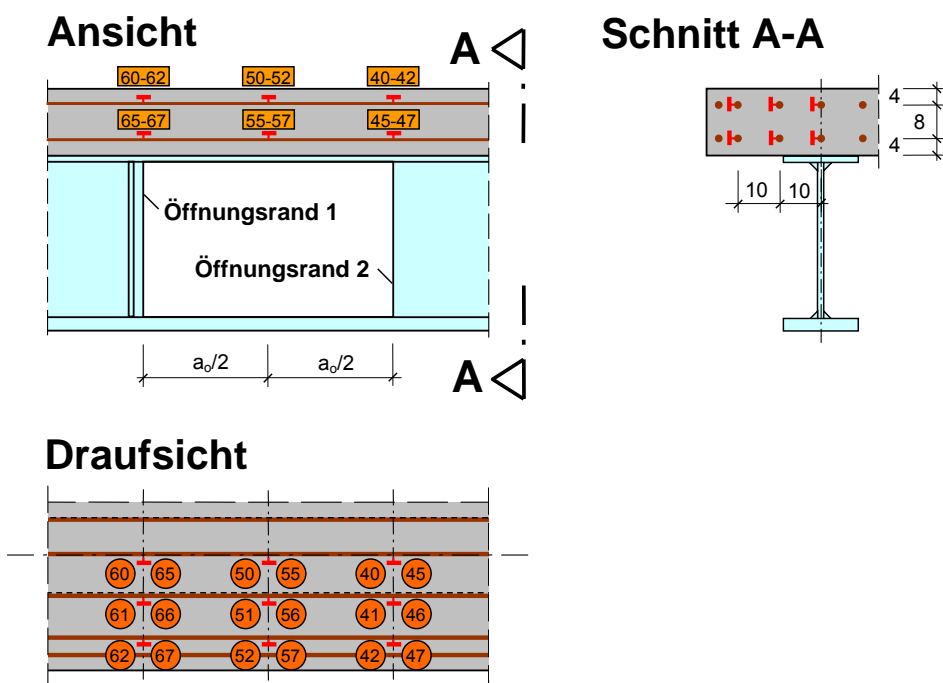 Ansicht
A
60-62 50-52 40-42
65-67 55-57 45-47
Öffnungsrand 1
Öffnungsrand 2
aₒ/2 aₒ/2
A
Schnitt A-A
4
8
4
10 10
Draufsicht
60 65 50 55 40 45
61 66 51 56 41 46
62 67 52 57 42 47